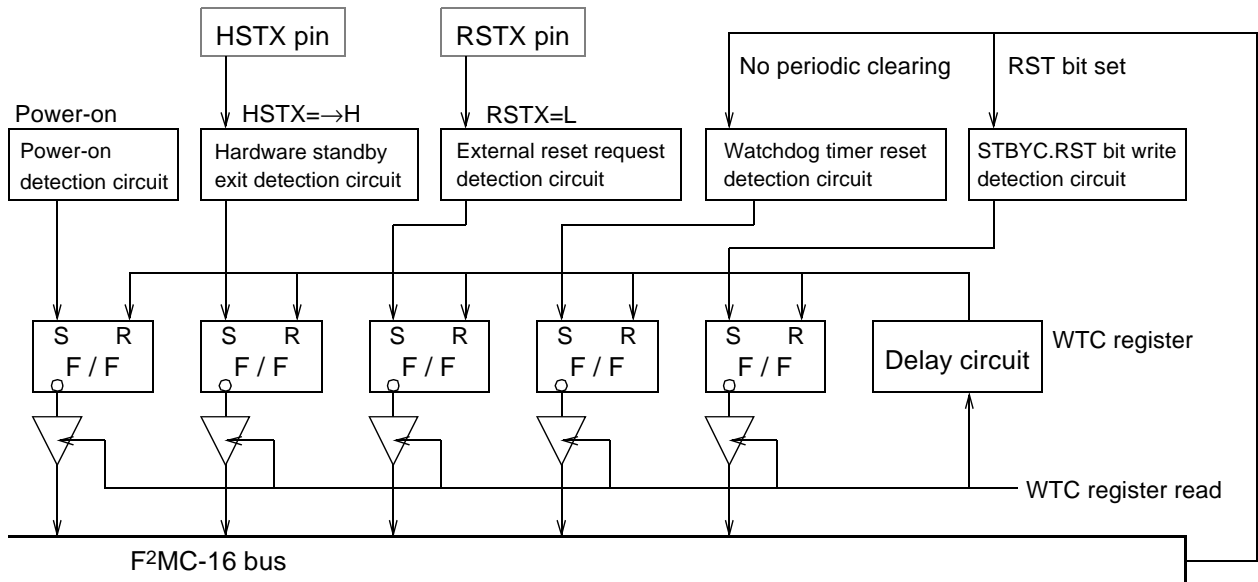 HSTX pin
RSTX pin
No periodic clearing
RST bit set
Power-on
HSTX=→H
RSTX=L
Power-on
detection circuit
Hardware standby
exit detection circuit
External reset request
detection circuit
Watchdog timer reset
detection circuit
STBYC.RST bit write
detection circuit
S R
F / F
S R
F / F
S R
F / F
S R
F / F
S R
F / F
Delay circuit
WTC register
WTC register read
F²MC-16 bus